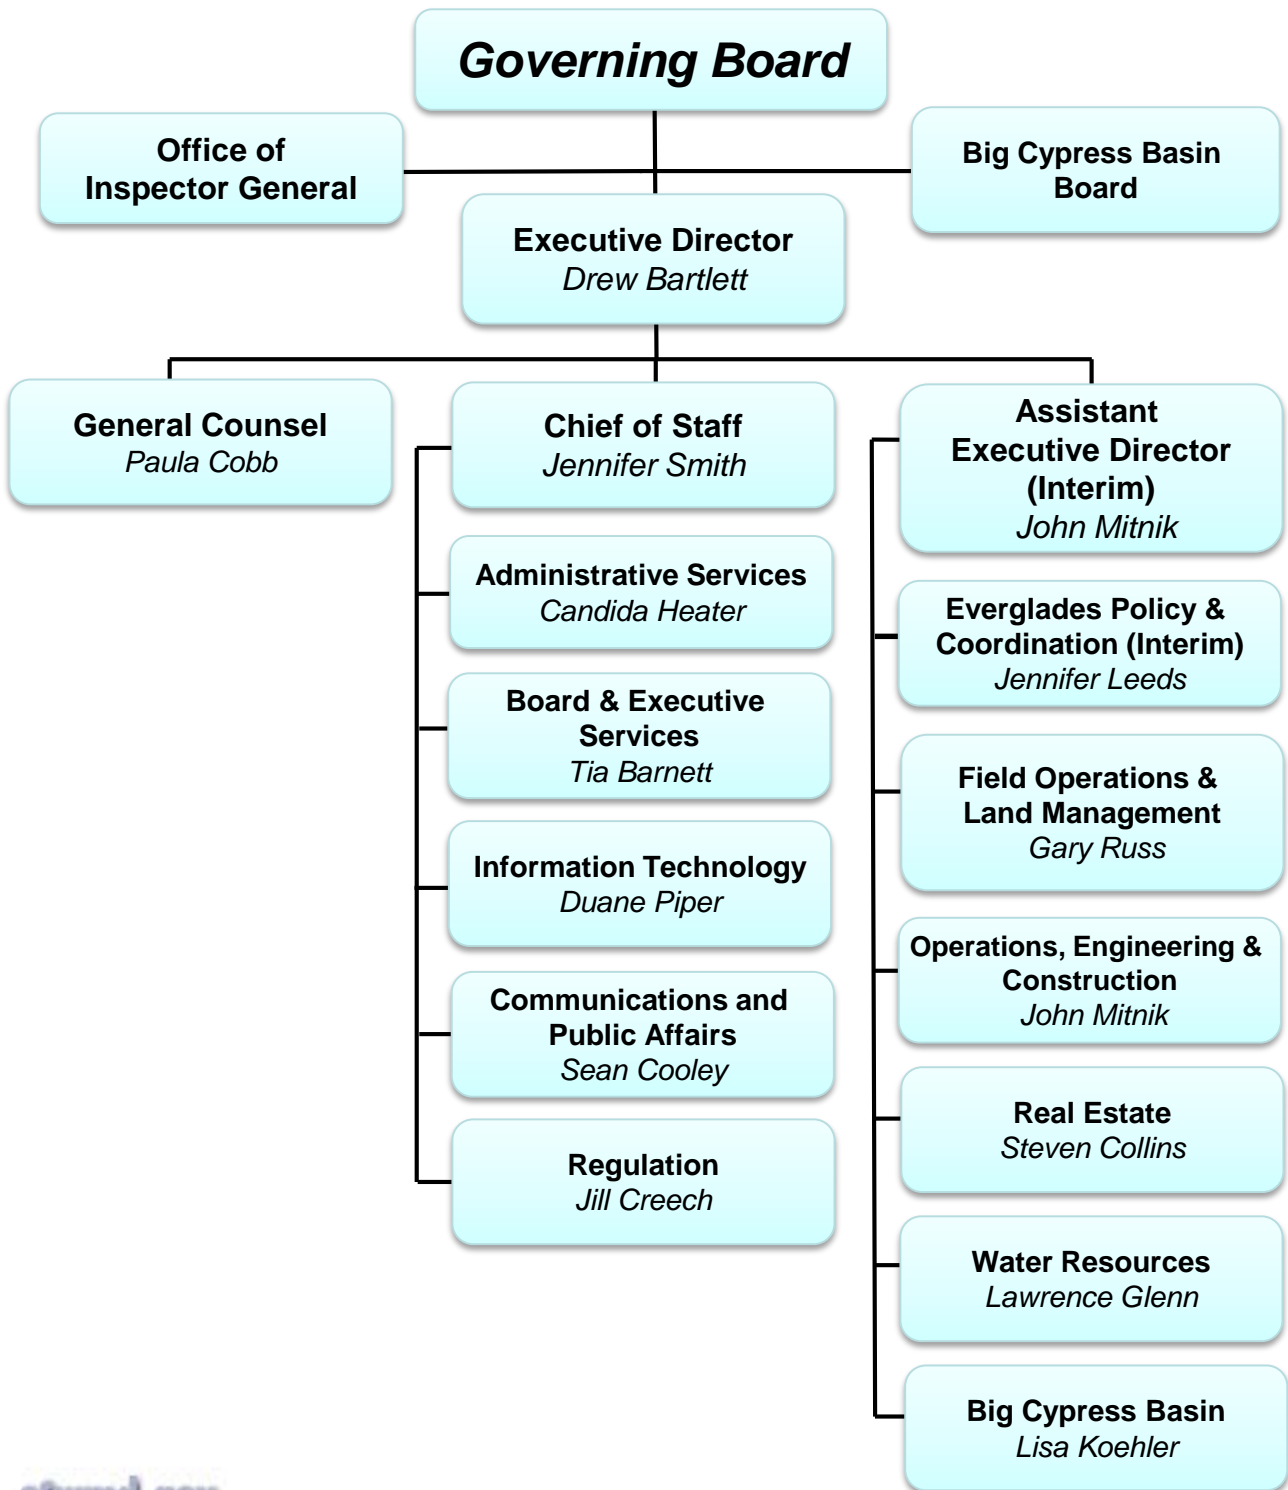 Governing Board
Office of
Inspector General
Big Cypress Basin
Board
Executive Director
Drew Bartlett
General Counsel
Paula Cobb
Chief of Staff
Jennifer Smith
Administrative Services
Candida Heater
Board & Executive
Services
Tia Barnett
Information Technology
Duane Piper
Communications and
Public Affairs
Sean Cooley
Regulation
Jill Creech
Assistant
Executive Director
(Interim)
John Mitnik
Everglades Policy &
Coordination (Interim)
Jennifer Leeds
Field Operations &
Land Management
Gary Russ
Operations, Engineering &
Construction
John Mitnik
Real Estate
Steven Collins
Water Resources
Lawrence Glenn
Big Cypress Basin
Lisa Koehler